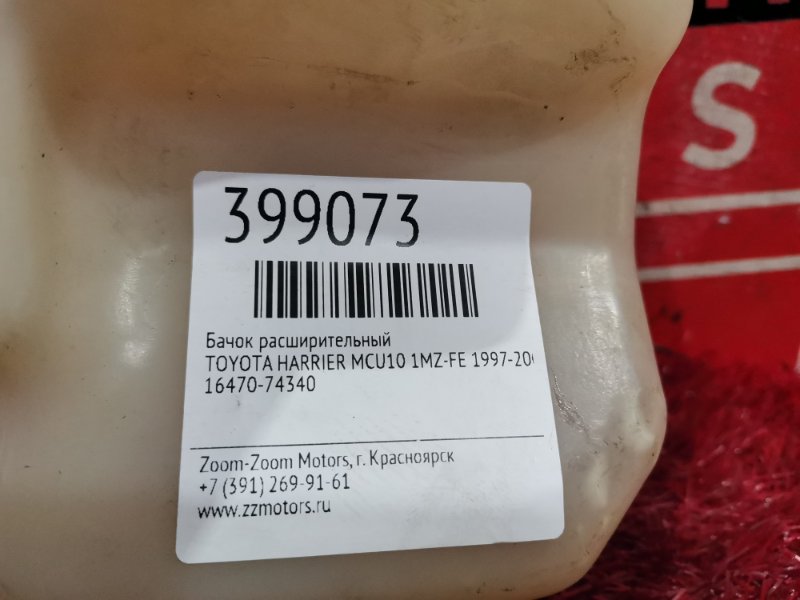 S
399073
Бачок расширительный
TOYOTA HARRIER MCU10 1MZ-FE 1997-20
16470-74340
Zoom-Zoom Motors, г. Красноярск
+7 (391) 269-91-61
www.zzmotors.ru